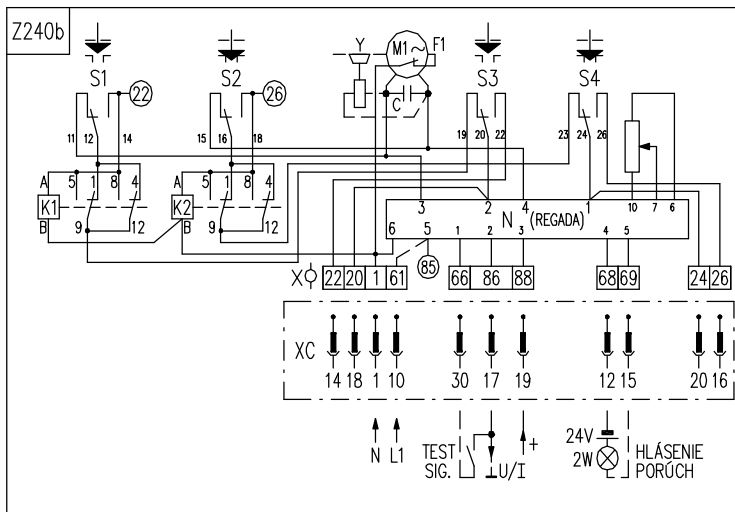 Z240b
Y M1 ~ F1
S1 S2 S3 S4
22 26
C
11 12 14 15 16 18 19 20 22 23 24 26
A 5 1 8 4 A 5 1 8 4
K1 K2
B 9 12 B 9 12
3 2 4 1 10 7 6
N (REGADA)
6 5 1 2 3 4 5
85
X 22 20 1 61 66 86 88 68 69 24 26
XC
14 18 1 10 30 17 19 12 15 20 16
N L1
TEST
SIG.
U/I
+
24V
2W
HLÁSENIE
PORÚCH